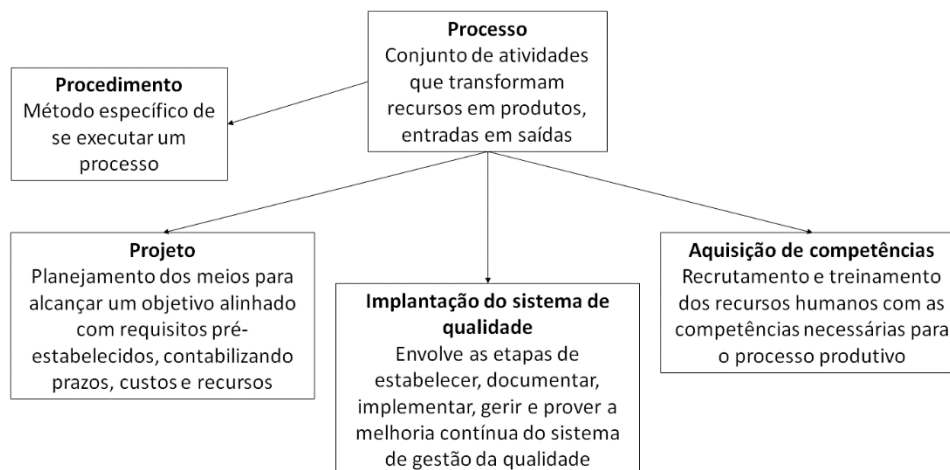 Processo
Conjunto de atividades
que transformam
recursos em produtos,
entradas em saídas
Procedimento
Método específico de
se executar um
processo
Projeto
Planejamento dos meios para
alcançar um objetivo alinhado
com requisitos pré-
estabelecidos, contabilizando
prazos, custos e recursos
Implantação do sistema de
qualidade
Envolve as etapas de
estabelecer, documentar,
implementar, gerir e prover a
melhoria contínua do sistema
de gestão da qualidade
Aquisição de competências
Recrutamento e treinamento
dos recursos humanos com as
competências necessárias para
o processo produtivo